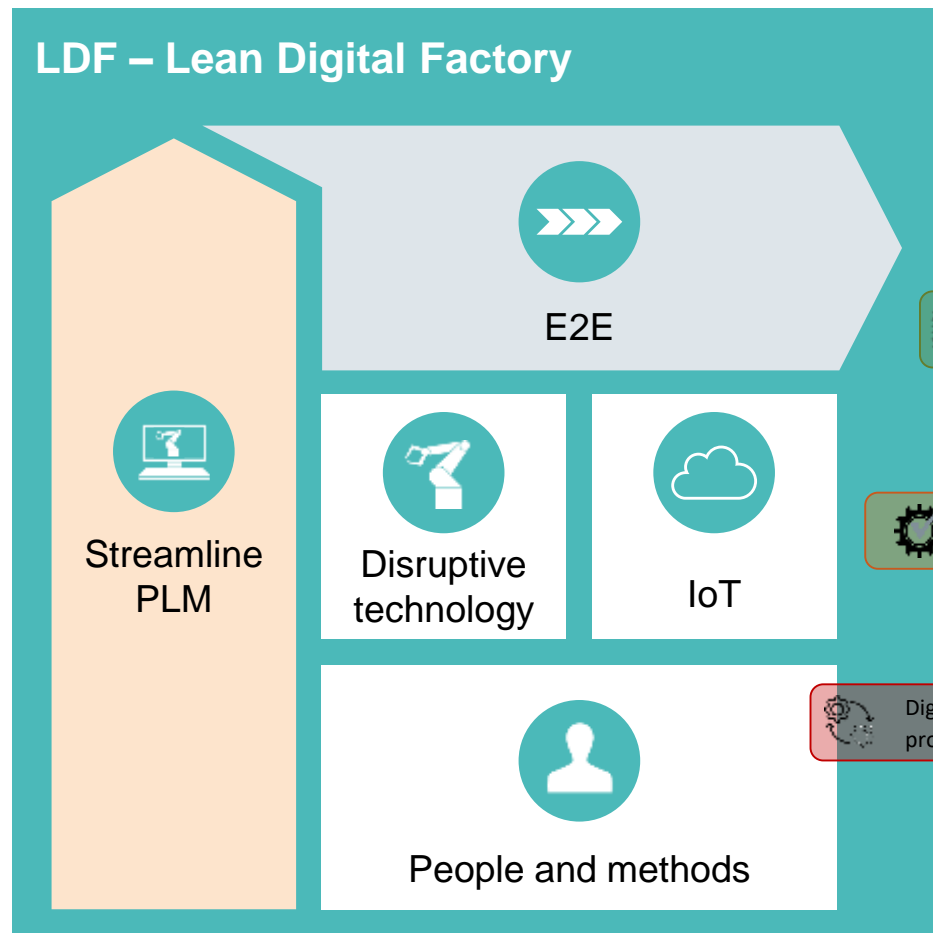 LDF – Lean Digital Factory
E2E
Streamline
PLM
Disruptive
technology
IoT
People and methods